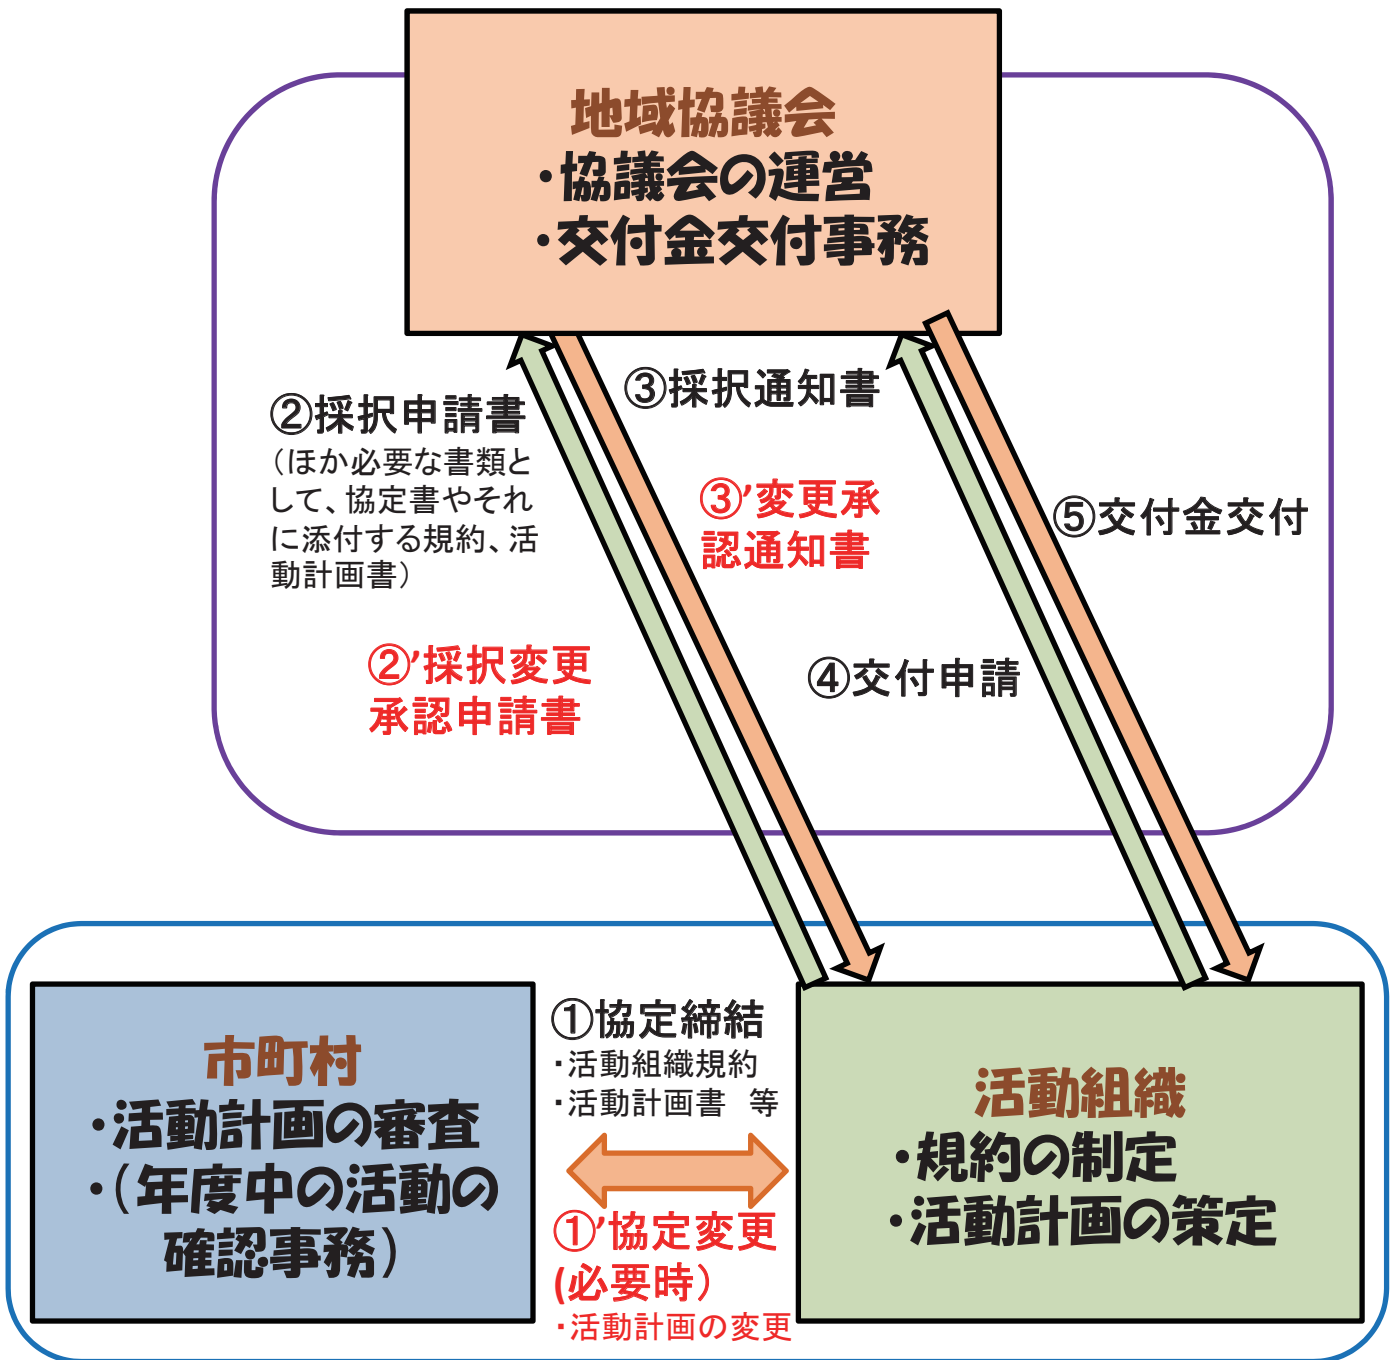 地域協議会
・協議会の運営
・交付金交付事務
②採択申請書
（ほか必要な書類と
して、協定書やそれ
に添付する規約、活
動計画書）
③採択通知書
③’変更承
認通知書
②’採択変更
承認申請書
⑤交付金交付
④交付申請
市町村
・活動計画の審査
・（年度中の活動の
確認事務）
①協定締結
・活動組織規約
・活動計画書　等
①’協定変更
(必要時）
・活動計画の変更
活動組織
・規約の制定
・活動計画の策定